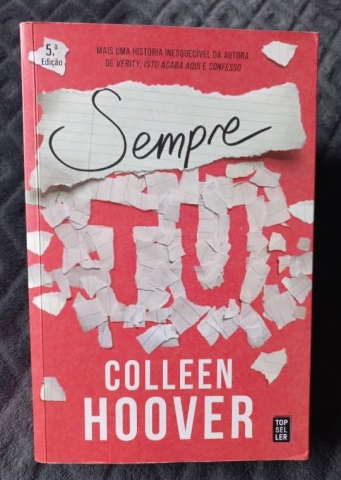 5.ª
Edição
MAIS UMA HISTÓRIA INESQUECÍVEL DA AUTORA
DE VERITY, ISTO ACABA AQUI E CONFESSO
Sempre
TU
COLLEEN
HOOVER
TOP
SEL
LER